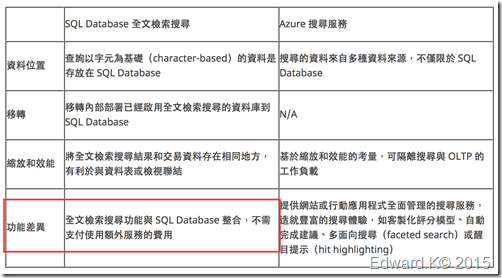 SQL Database 全文檢索搜尋 Azure 搜尋服務
資料位置 查詢以字元為基礎（character-based）的資料是 搜尋的資料來自多種資料來源，不僅限於 SQL
存放在 SQL Database Database
移轉 移轉內部部署已經啟用全文檢索搜尋的資料庫到 N/A
SQL Database
縮放和效能 將全文檢索搜尋結果和交易資料存在相同地方， 基於縮放和效能的考量，可隔離搜尋與 OLTP 的
有利於與資料表或檢視聯結 工作負載
功能差異 全文檢索搜尋功能與 SQL Database 整合，不需 提供網站或行動應用程式全面管理的搜尋服務，
支付使用額外服務的費用 造就豐富的搜尋體驗，如客製化評分模型、自動
完成建議、多面向搜尋（faceted search）或醒
目提示（hit highlighting）
Edward.K© 2015